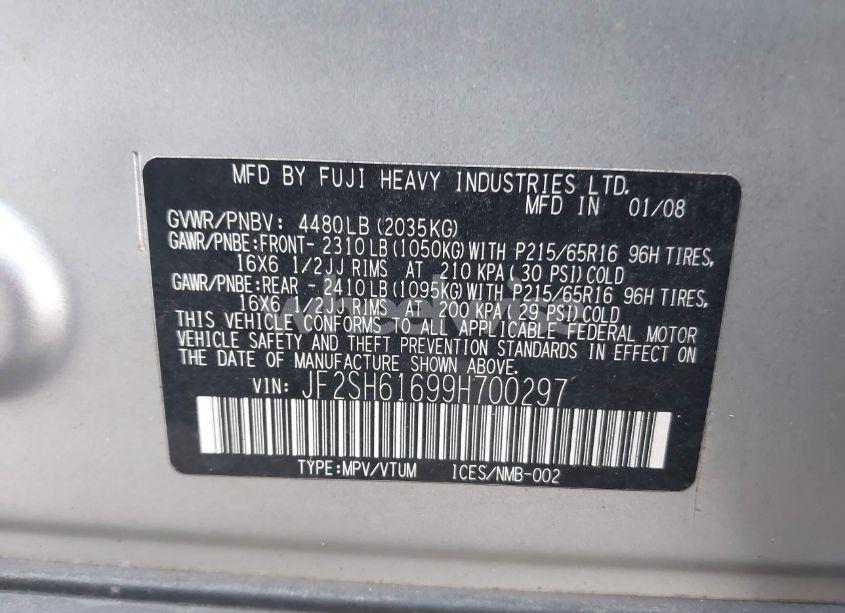 MFD BY FUJI HEAVY INDUSTRIES LTD.
MFD IN 01/08
GVWR/PNBV: 4480LB(2035KG)
GAWR/PNBE:FRONT- 2310LB(1050KG)WITH P215/65R16 96H TIRES,
16X6 1/2JJ RIMS AT 210 KPA(30 PSI)COLD
GAWR/PNBE:REAR - 2410LB(1095KG)WITH P215/65R16 96H TIRES,
16X6 1/2JJ RIMS AT 200 KPA(29 PSI)COLD
THIS VEHICLE CONFORMS TO ALL APPLICABLE FEDERAL MOTOR
VEHICLE SAFETY AND THEFT PREVENTION STANDARDS IN EFFECT ON
THE DATE OF MANUFACTURE SHOWN ABOVE.
VIN: JF2SH61699H700297
TYPE:MPV/VTUM ICES/NMB-002